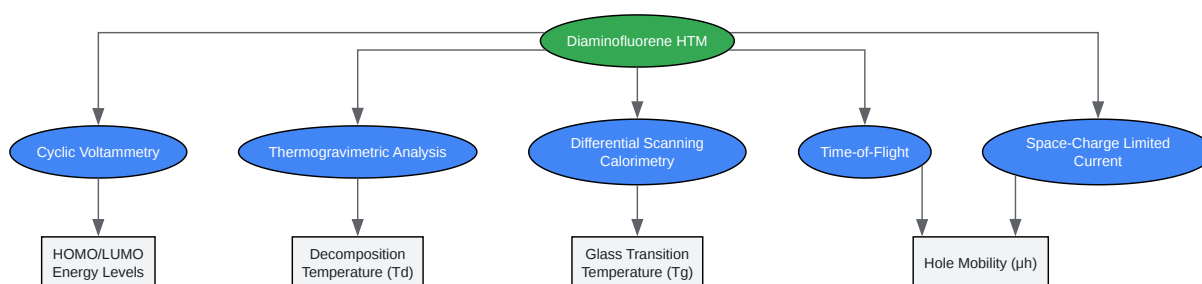 Diaminofluorene HTM
Cyclic Voltammetry
Thermogravimetric Analysis
Differential Scanning
Calorimetry
Time-of-Flight
Space-Charge Limited
Current
HOMO/LUMO
Energy Levels
Decomposition
Temperature (Td)
Glass Transition
Temperature (Tg)
Hole Mobility (μh)